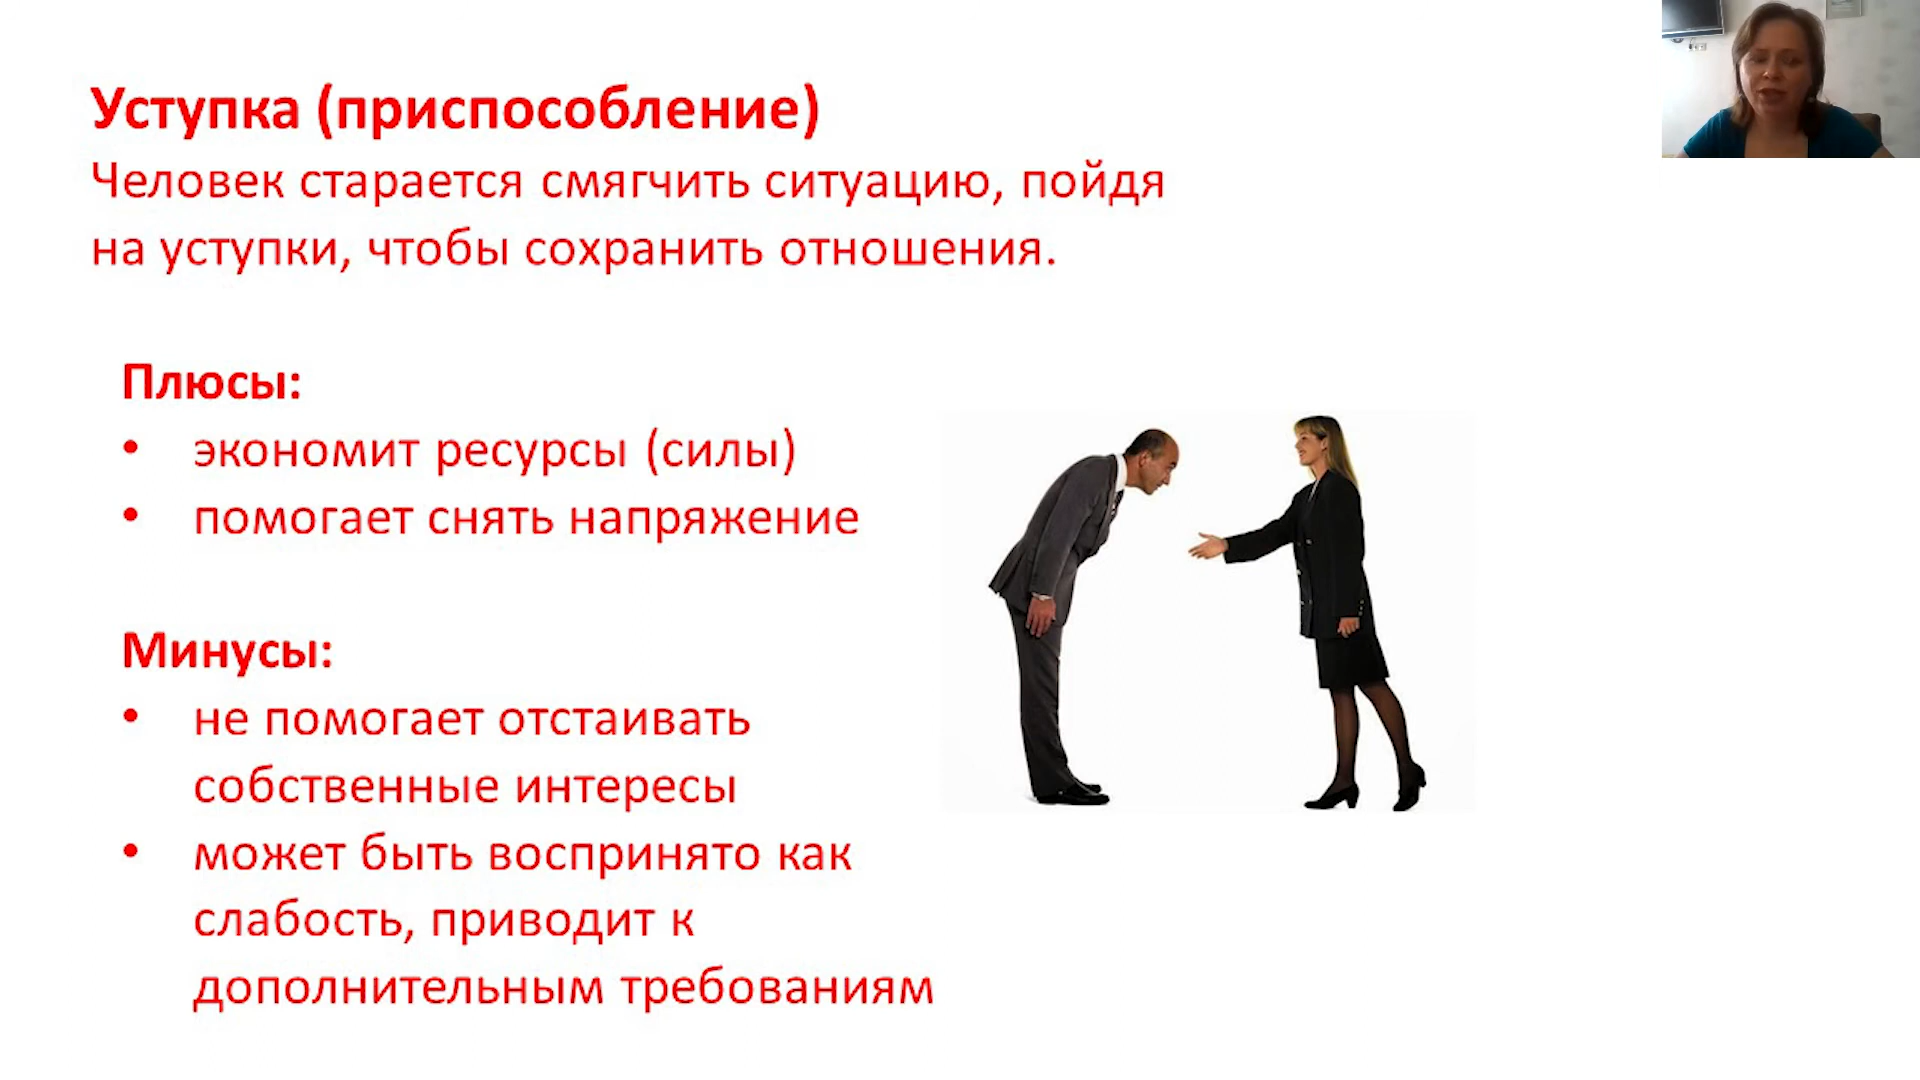 Уступка (приспособление)
Человек старается смягчить ситуацию, пойдя
на уступки, чтобы сохранить отношения.
Плюсы:
• экономит ресурсы (силы)
• помогает снять напряжение
Минусы:
• не помогает отстаивать
собственные интересы
• может быть воспринято как
слабость, приводит к
дополнительным требованиям